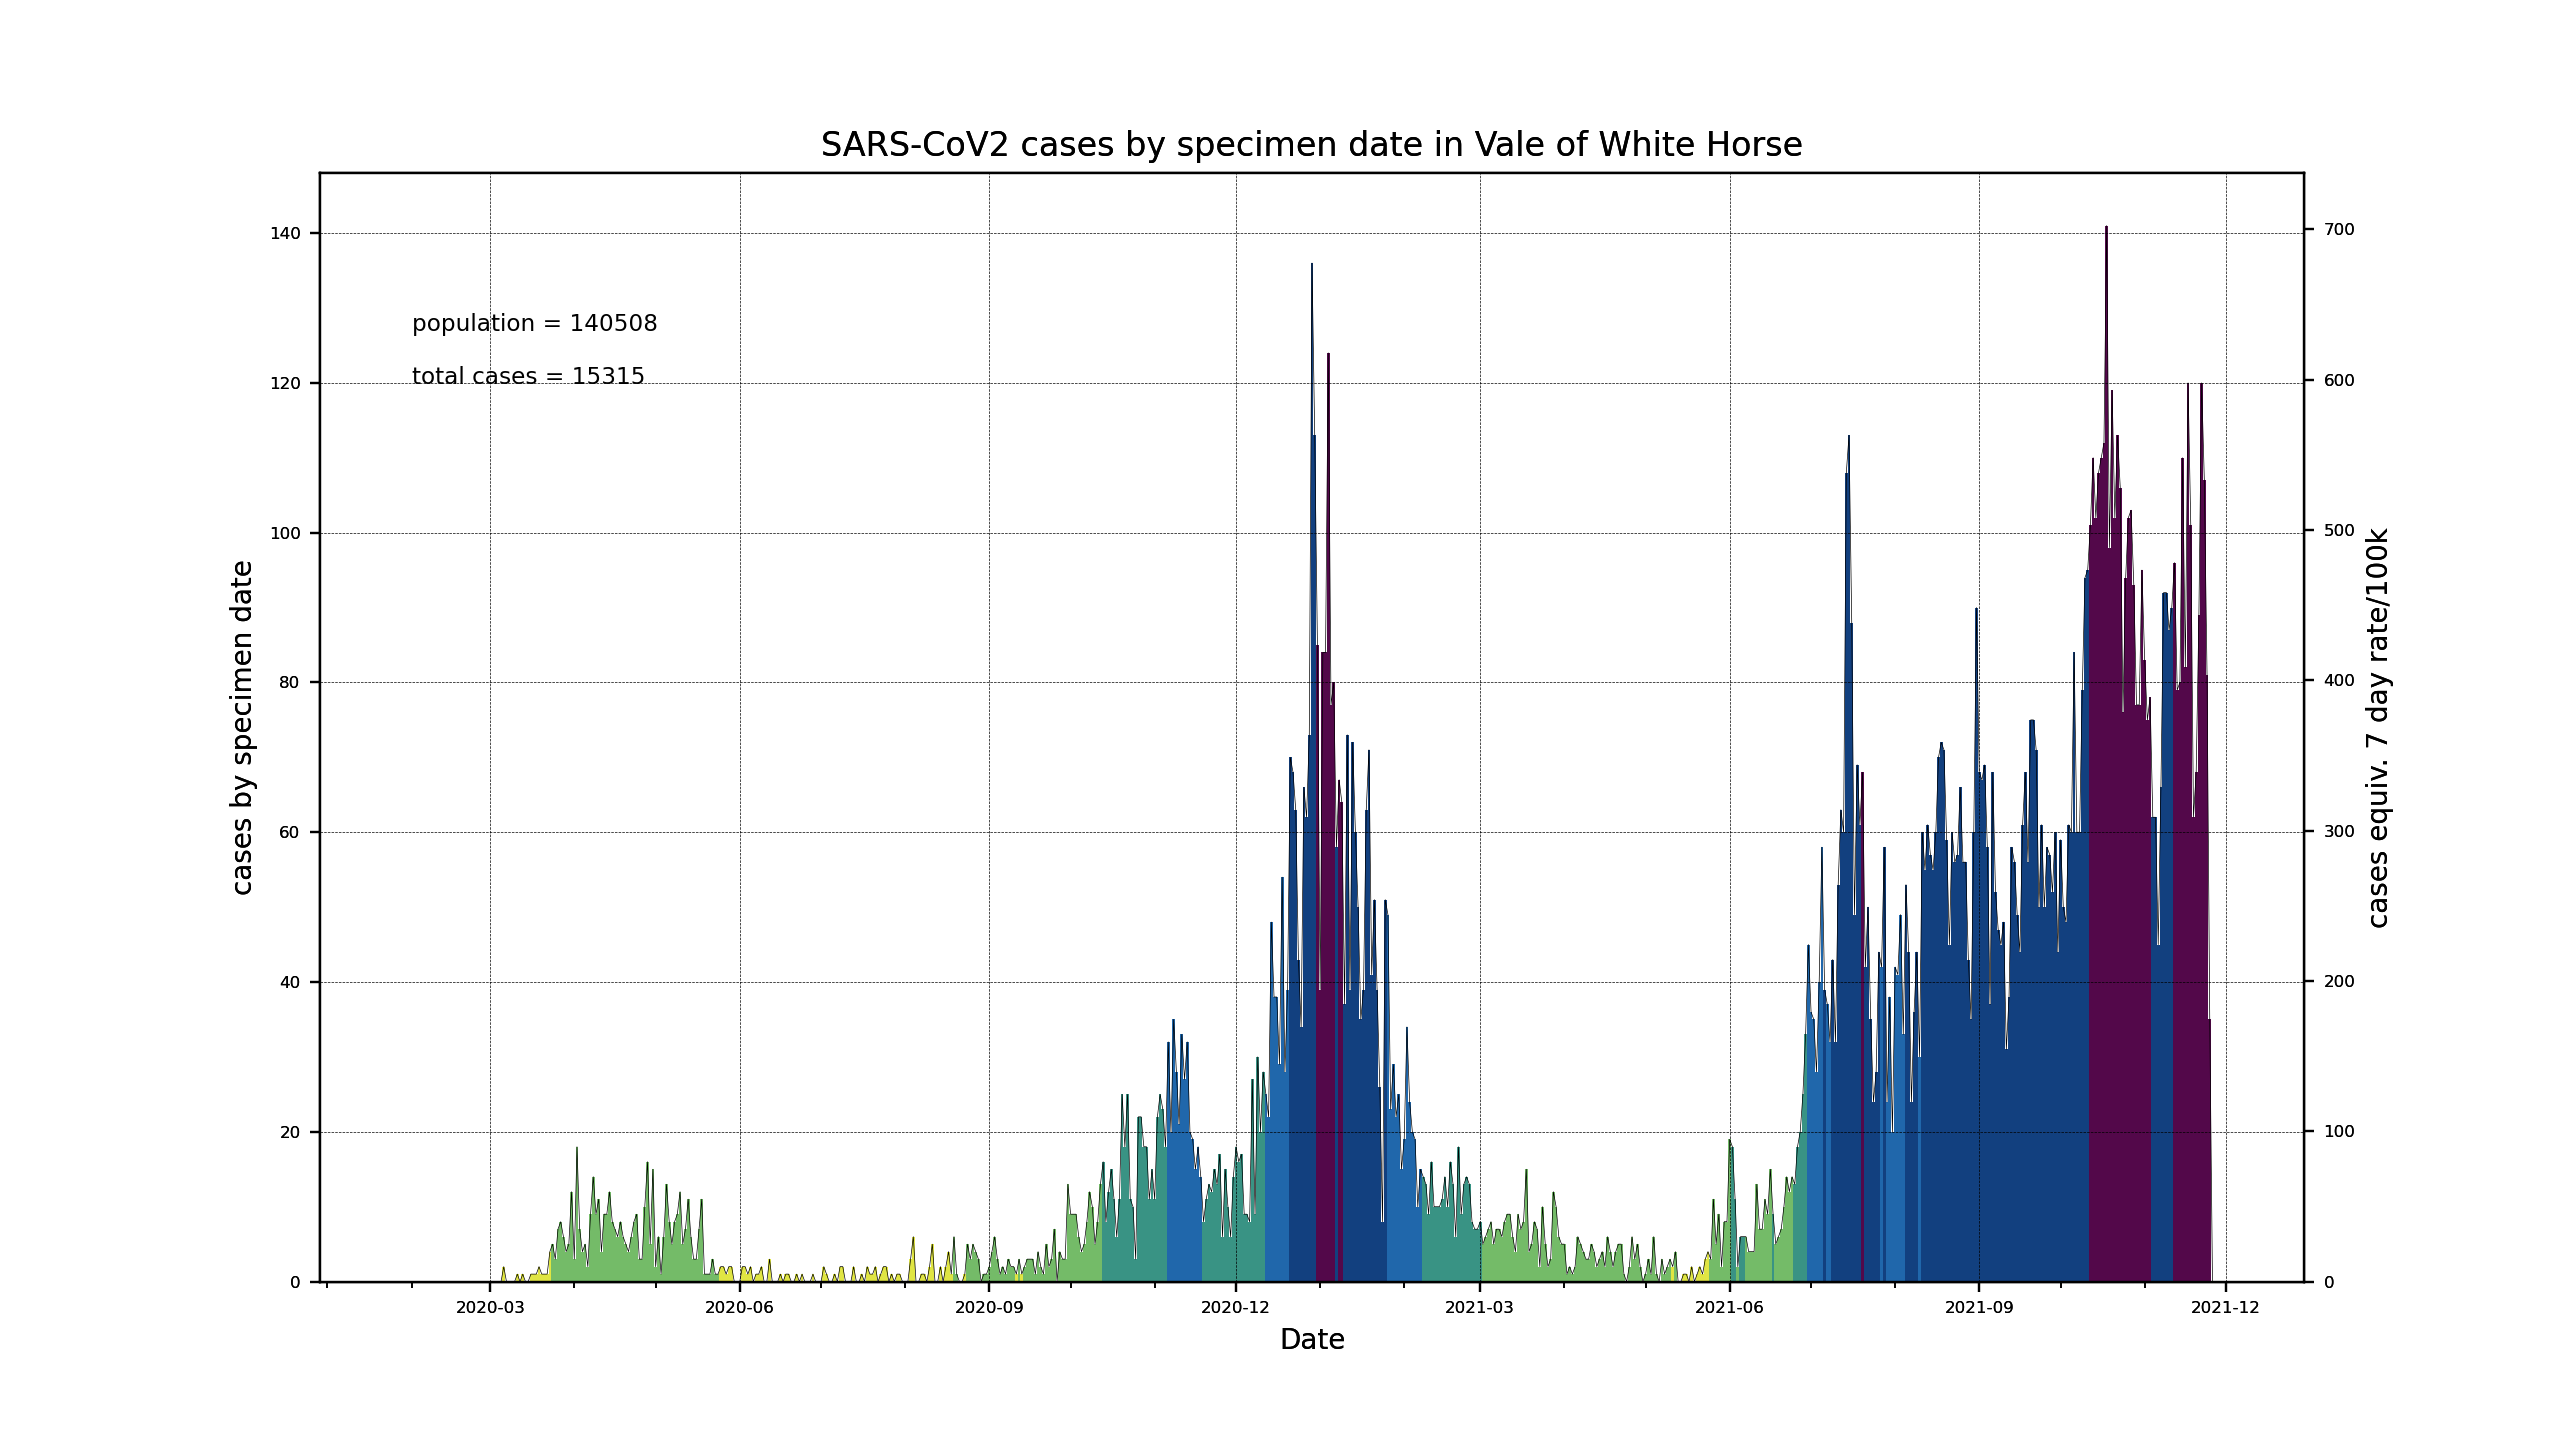 SARS-CoV2 cases by specimen date in Vale of White Horse
population = 140508
total cases = 15315
cases by specimen date
140
120
100
80
60
40
20
0
700
600
500
400
300
200
100
0
cases equiv. 7 day rate/100k
2020-03 2020-06 2020-09 2020-12 2021-03 2021-06 2021-09 2021-12
Date